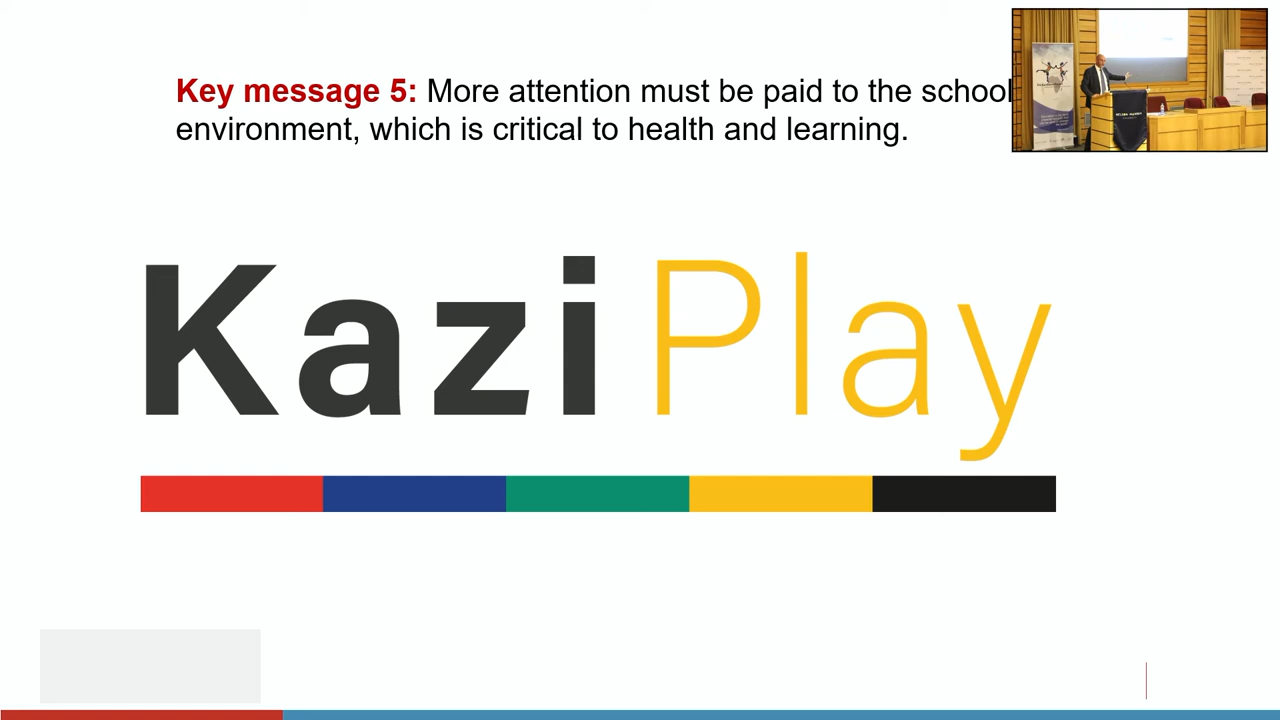 Key message 5: More attention must be paid to the school
environment, which is critical to health and learning.
Kazi Play